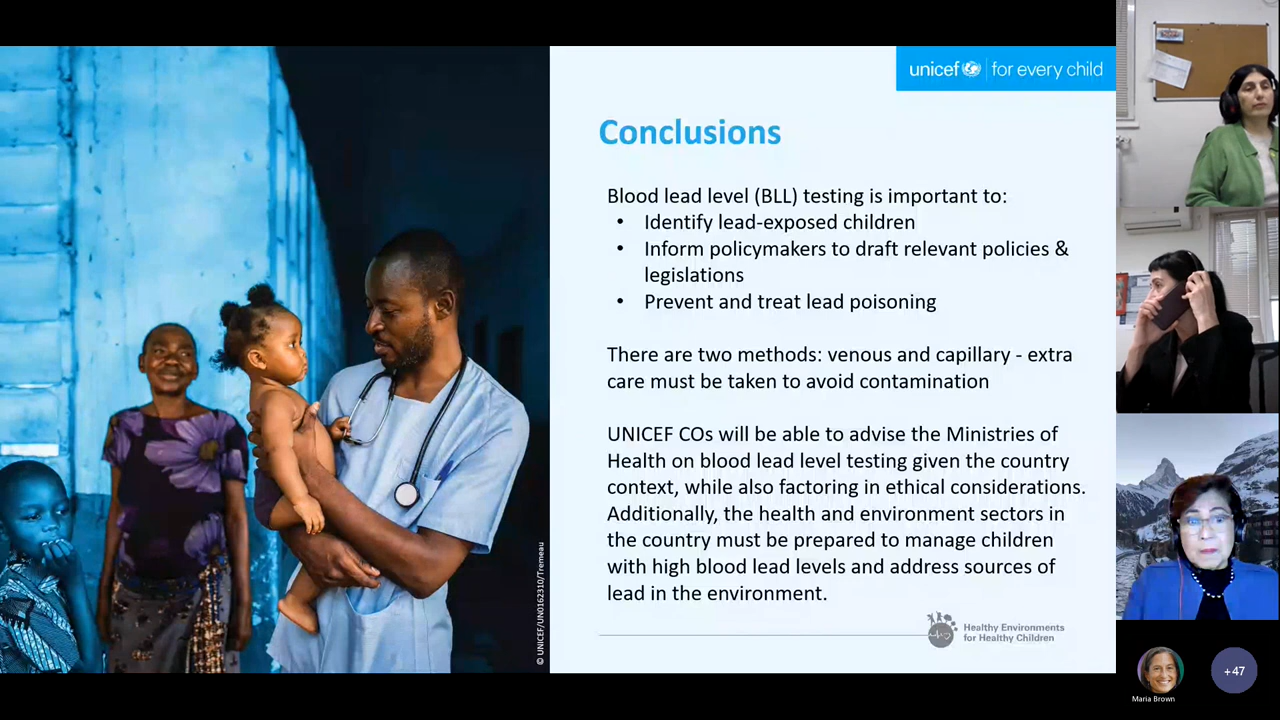 unicef for every child
Conclusions
Blood lead level (BLL) testing is important to:
• Identify lead-exposed children
• Inform policymakers to draft relevant policies &
legislations
• Prevent and treat lead poisoning
There are two methods: venous and capillary - extra
care must be taken to avoid contamination
UNICEF COs will be able to advise the Ministries of
Health on blood lead level testing given the country
context, while also factoring in ethical considerations.
Additionally, the health and environment sectors in
the country must be prepared to manage children
with high blood lead levels and address sources of
lead in the environment.
Healthy Environments
for Healthy Children
© UNICEF/UN0162310/Tremeau
Maria Brown
+47